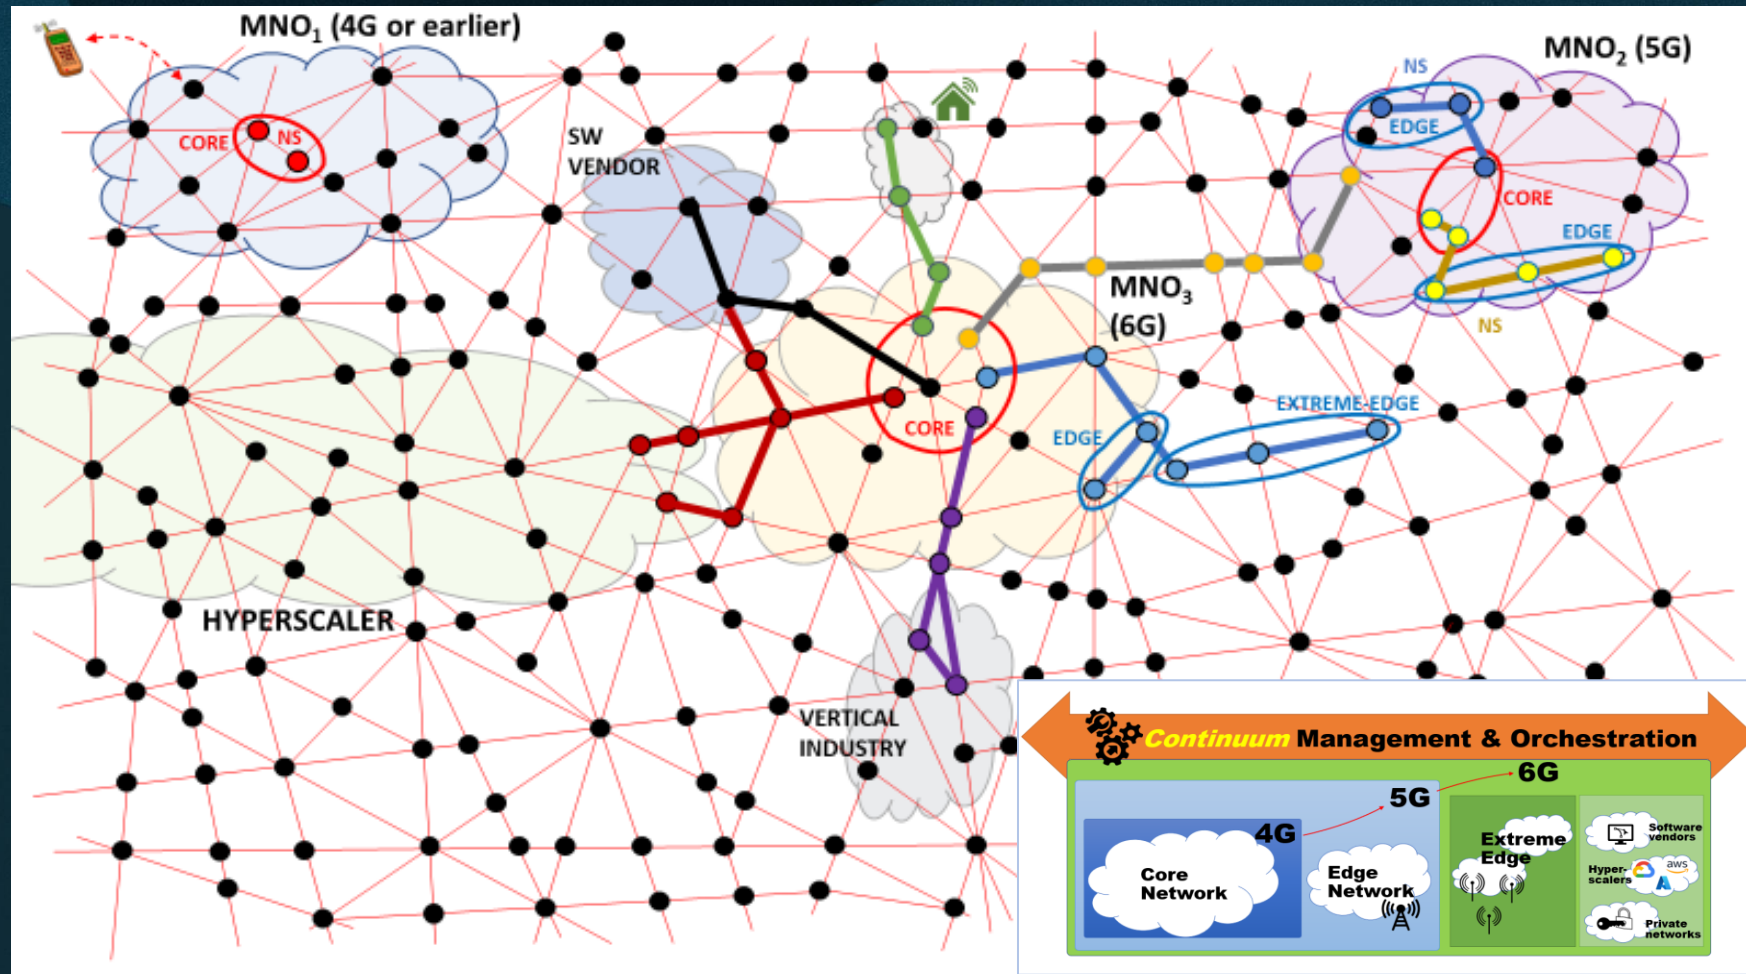 MNO₁ (4G or earlier)
CORE
NS
SW
VENDOR
MNO₂ (5G)
NS
EDGE
CORE
EDGE
NS
MNO₃
(6G)
CORE
EDGE
EXTREME-EDGE
HYPERSCALER
VERTICAL
INDUSTRY
Continuum Management & Orchestration
6G
5G
4G
Core
Network
Edge
Network
Extreme
Edge
Software
vendors
Hyper-
scalers
aws
Private
networks